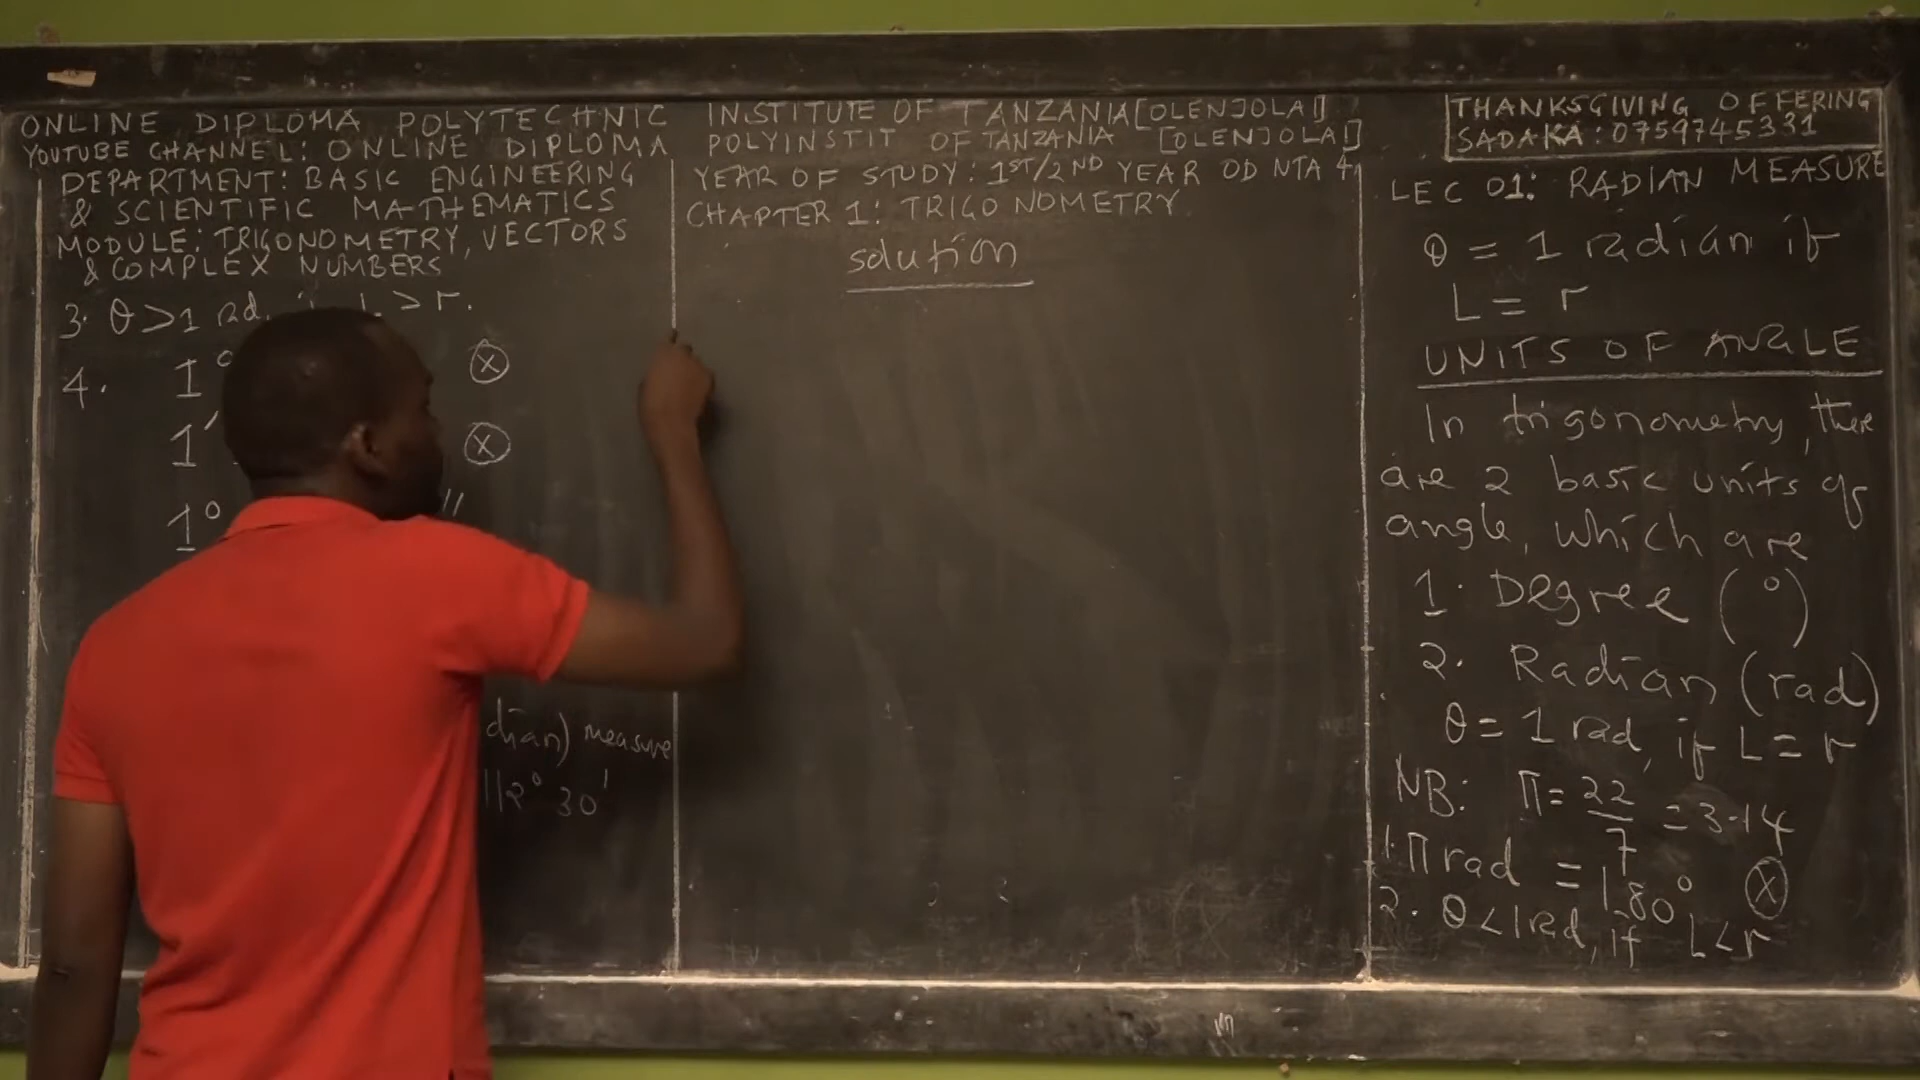 ONLINE DIPLOMA POLYTECHNIC INSTITUTE OF TANZANIA [OLENJOLAI]
YOUTUBE CHANNEL: ONLINE DIPLOMA POLYINSTIT OF TANZANIA [OLENJOLAI]
DEPARTMENT: BASIC ENGINEERING
& SCIENTIFIC MATHEMATICS
MODULE: TRIGONOMETRY, VECTORS
& COMPLEX NUMBERS
3. θ > 1 rad, > r.
4. 1° ⊗
1' ⊗
1° "
dian) measure
112° 30'
YEAR OF STUDY: 1ST/2ND YEAR OD NTA 4
CHAPTER 1: TRIGONOMETRY
solution
THANKSGIVING OFFERING
SADAKA: 0759745331
LEC 01: RADIAN MEASURE
θ = 1 radian if
L = r
UNITS OF ANGLE
In trigonometry, there
are 2 basic units of
angle, which are
1. Degree (°)
2. Radian (rad)
θ = 1 rad, if L = r
NB: Π = 22/7 = 3.14
1. Π rad = 180° ⊗
2. θ < 1 rad, if L < r